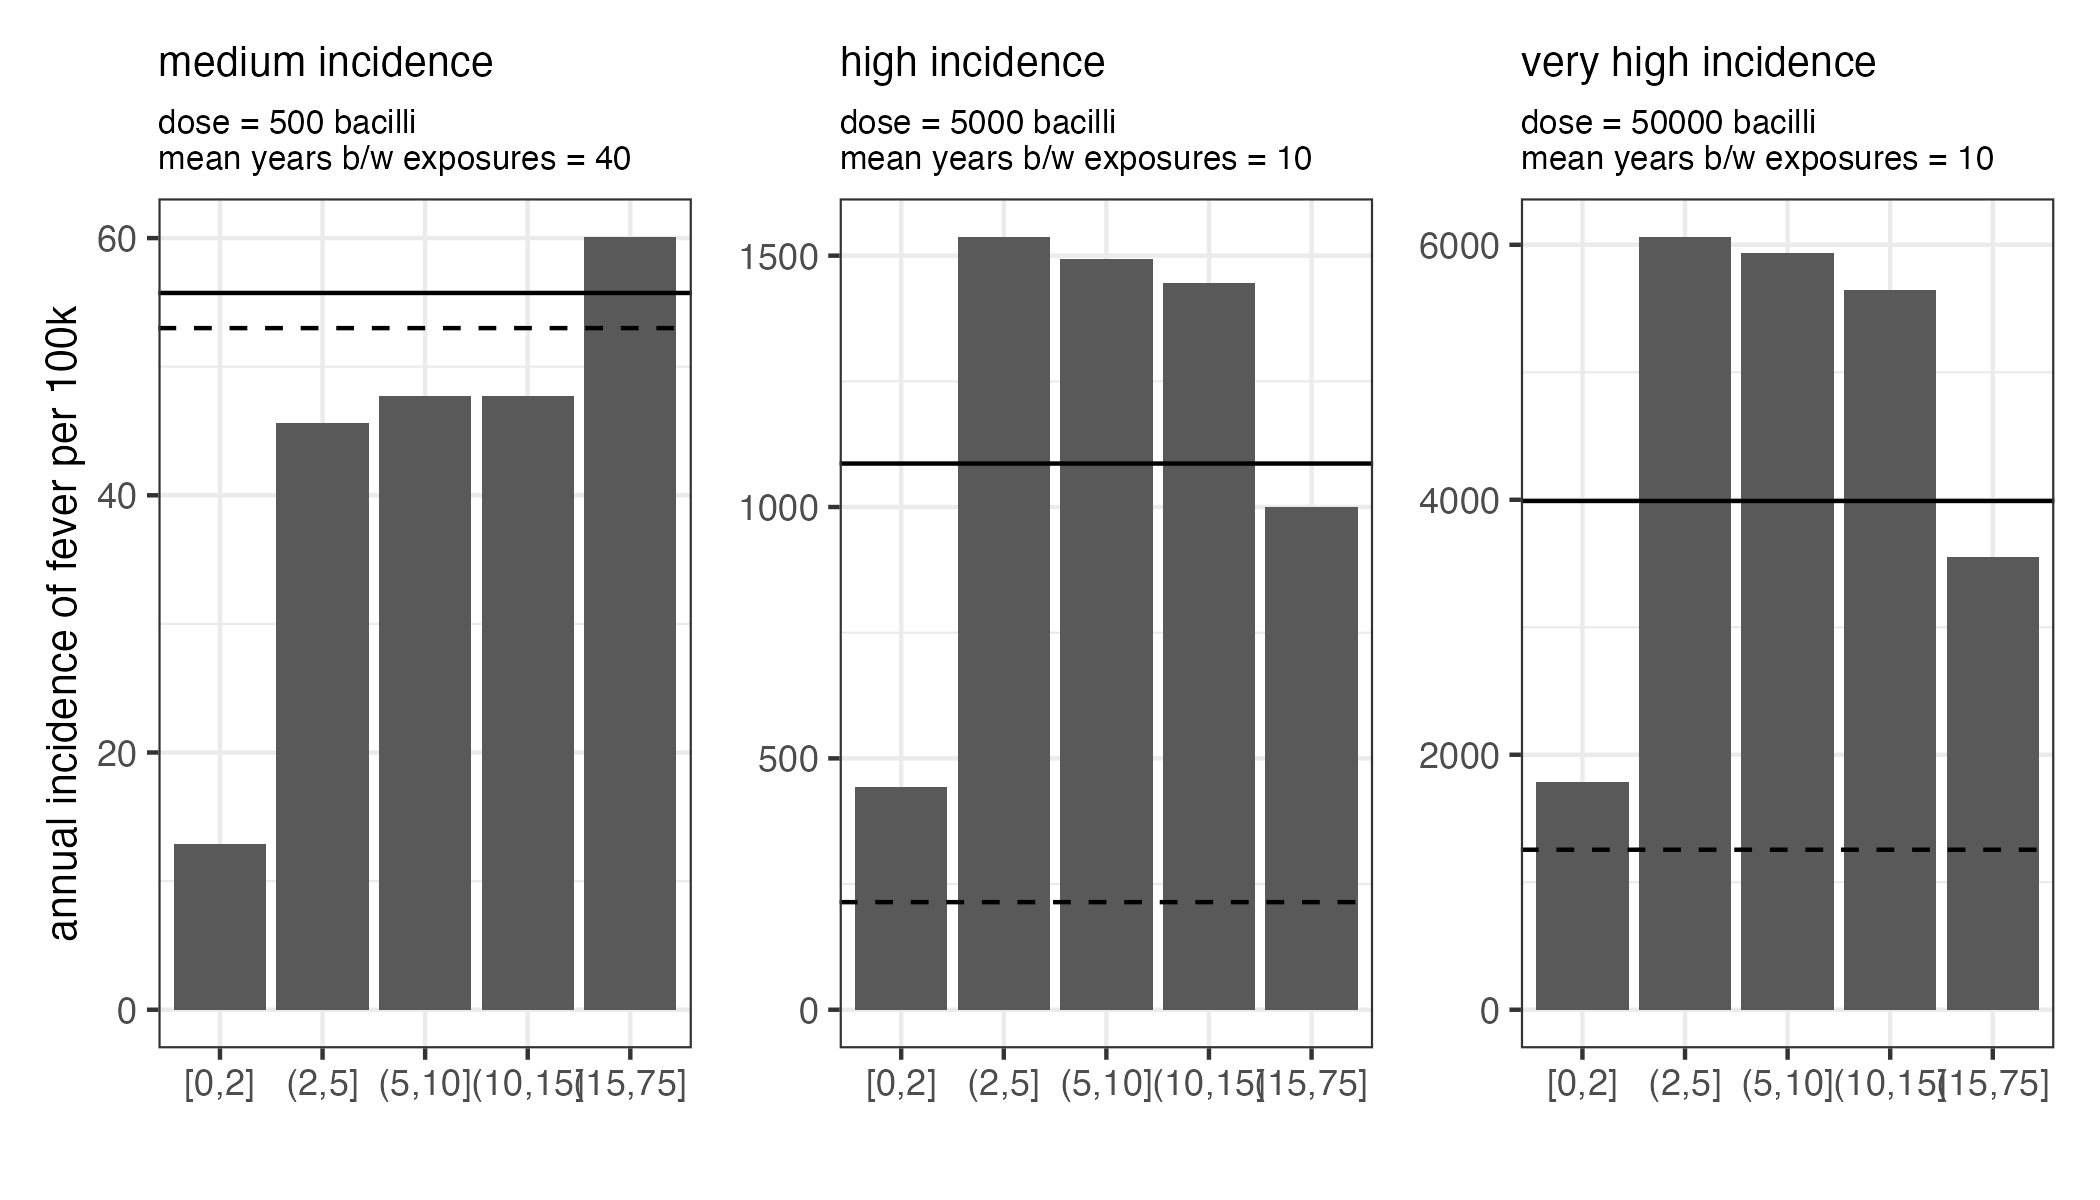 medium incidence
dose = 500 bacilli
mean years b/w exposures = 40
high incidence
dose = 5000 bacilli
mean years b/w exposures = 10
very high incidence
dose = 50000 bacilli
mean years b/w exposures = 10
annual incidence of fever per 100k
60
40
20
0
[0,2] (2,5] (5,10] (10,15] (15,75]
1500
1000
500
0
[0,2] (2,5] (5,10] (10,15] (15,75]
6000
4000
2000
0
[0,2] (2,5] (5,10] (10,15] (15,75]